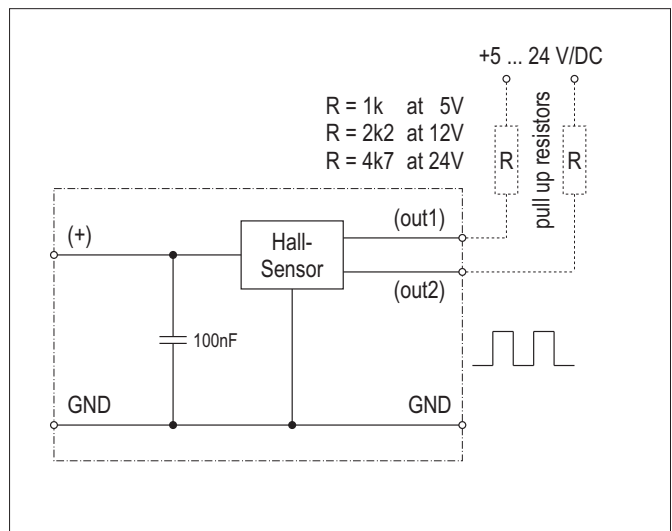 +5 ... 24 V/DC
R = 1k at 5V
R = 2k2 at 12V
R = 4k7 at 24V
R
pull up resistors
R
(+)
Hall-
Sensor
(out1)
(out2)
100nF
GND
GND